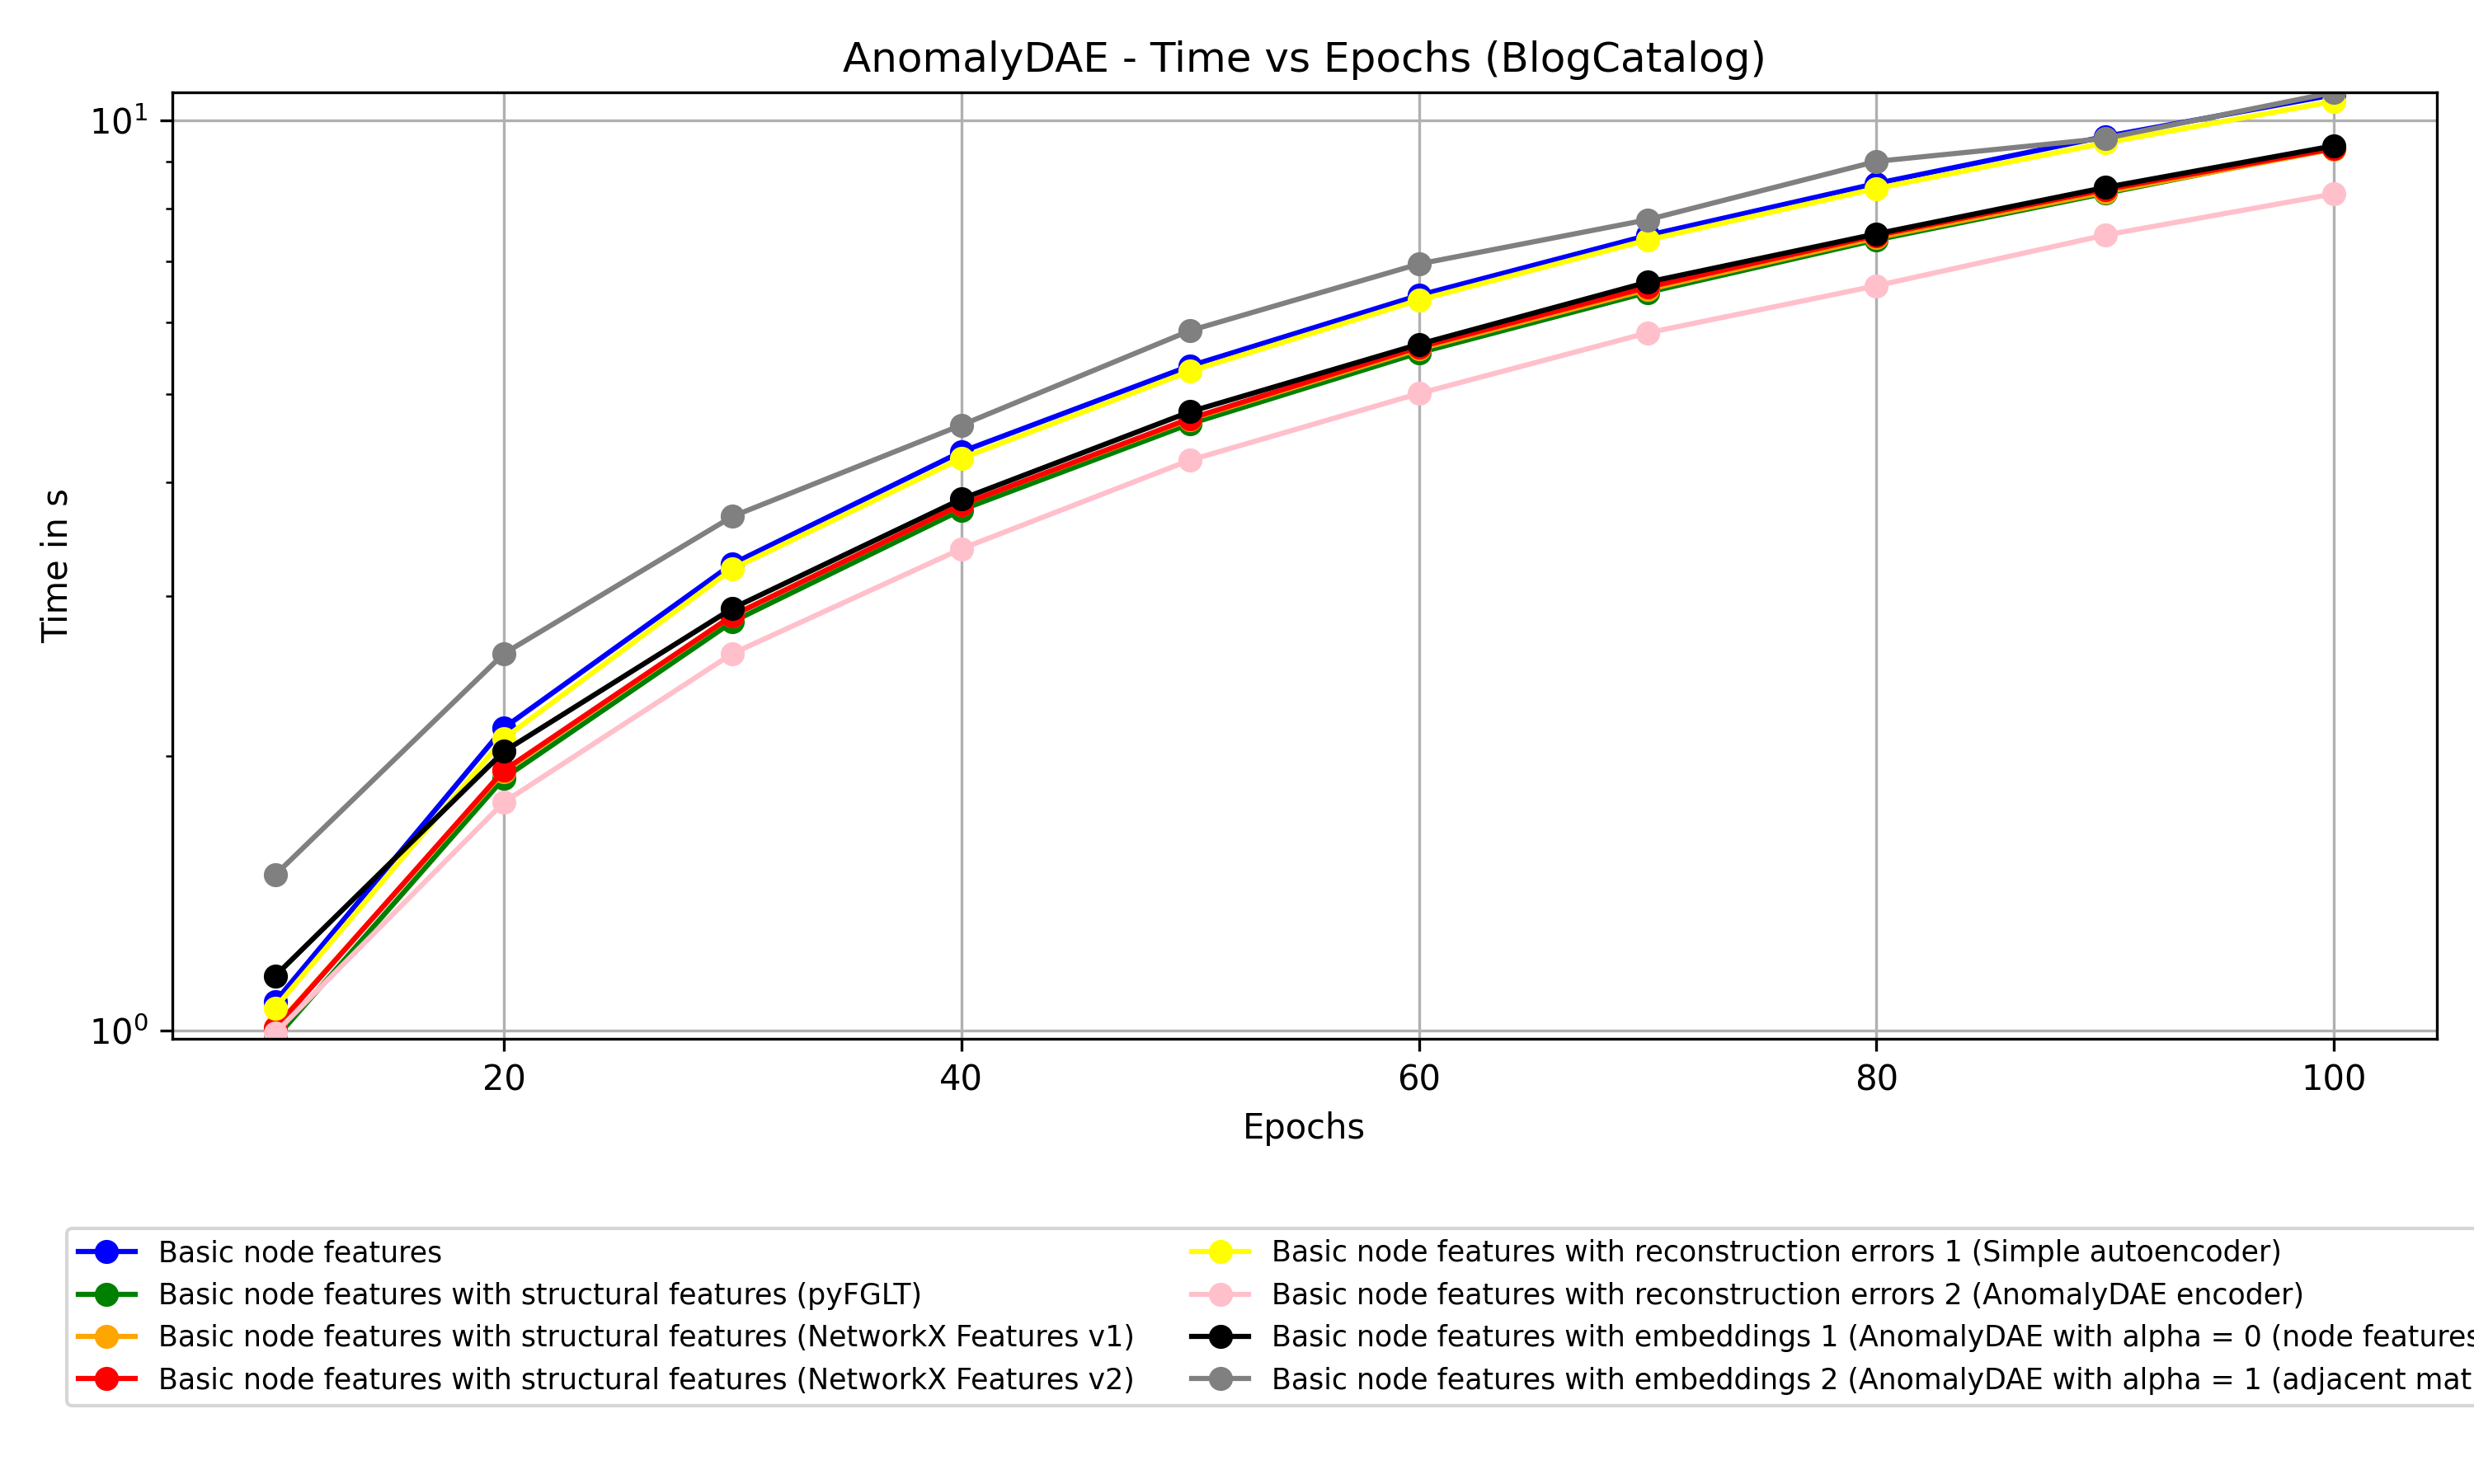 AnomalyDAE - Time vs Epochs (BlogCatalog)
10¹
10⁰
Time in s
20 40 60 80 100
Epochs
Basic node features
Basic node features with structural features (pyFGLT)
Basic node features with structural features (NetworkX Features v1)
Basic node features with structural features (NetworkX Features v2)
Basic node features with reconstruction errors 1 (Simple autoencoder)
Basic node features with reconstruction errors 2 (AnomalyDAE encoder)
Basic node features with embeddings 1 (AnomalyDAE with alpha = 0 (node features
Basic node features with embeddings 2 (AnomalyDAE with alpha = 1 (adjacent mat